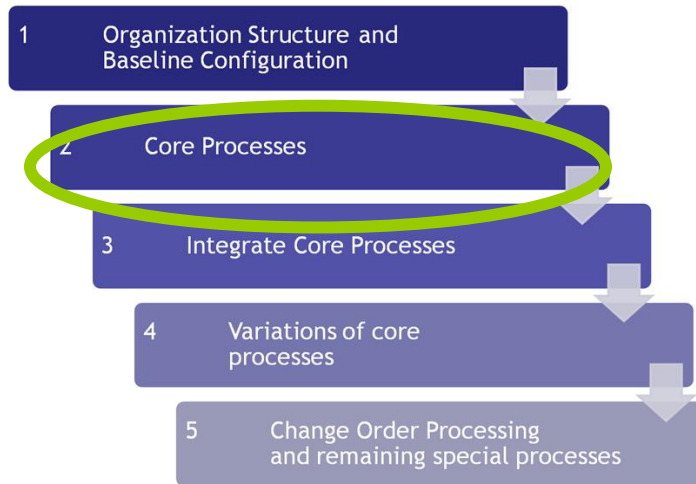 1 Organization Structure and
Baseline Configuration
2 Core Processes
3 Integrate Core Processes
4 Variations of core
processes
5 Change Order Processing
and remaining special processes